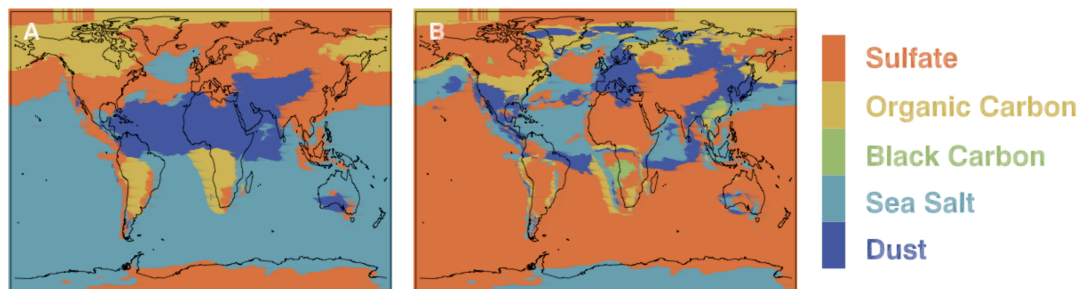 A
B
Sulfate
Organic Carbon
Black Carbon
Sea Salt
Dust